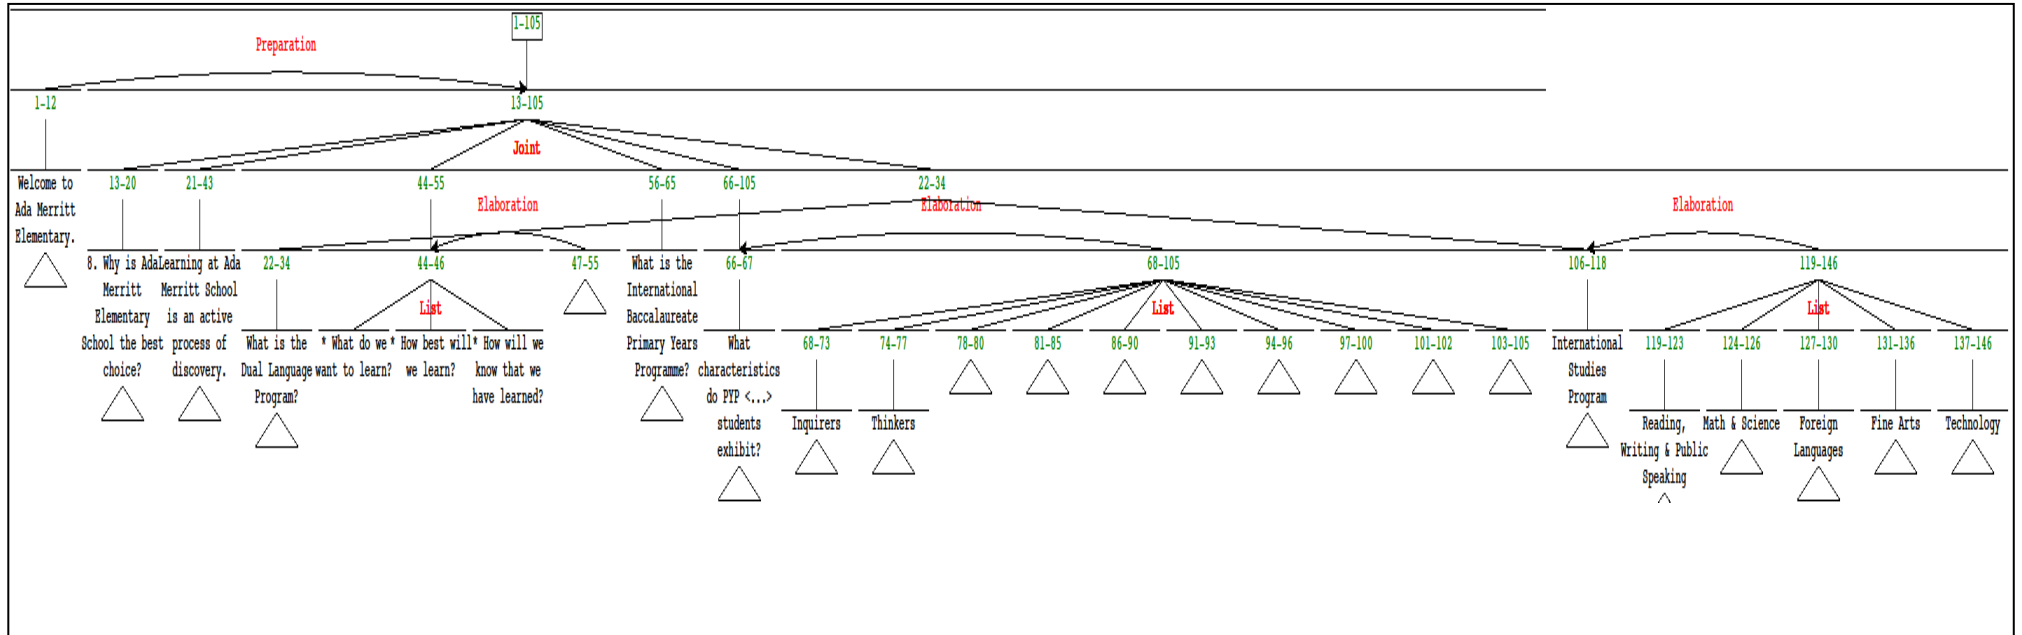 1-105
Preparation
1-12
13-105
Joint
Welcome to
Ada Merritt
Elementary.
13-20
21-43
44-55
56-65
66-105
22-34
Elaboration
Elaboration
Elaboration
8. Why is Ada
Merritt
Elementary
School the best
choice?
Learning at Ada
Merritt School
is an active
process of
discovery.
22-34
44-46
47-55
What is the
International
Baccalaureate
Primary Years
Programme?
66-67
68-105
106-118
119-146
List
List
List
What is the
Dual Language
Program?
* What do we
want to learn?
* How best will
we learn?
* How will we
know that we
have learned?
What
characteristics
do PYP <...>
students
exhibit?
68-73
74-77
78-80
81-85
86-90
91-93
94-96
97-100
101-102
103-105
International
Studies
Program
119-123
124-126
127-130
131-136
137-146
Inquirers
Thinkers
Reading,
Writing & Public
Speaking
Math & Science
Foreign
Languages
Fine Arts
Technology